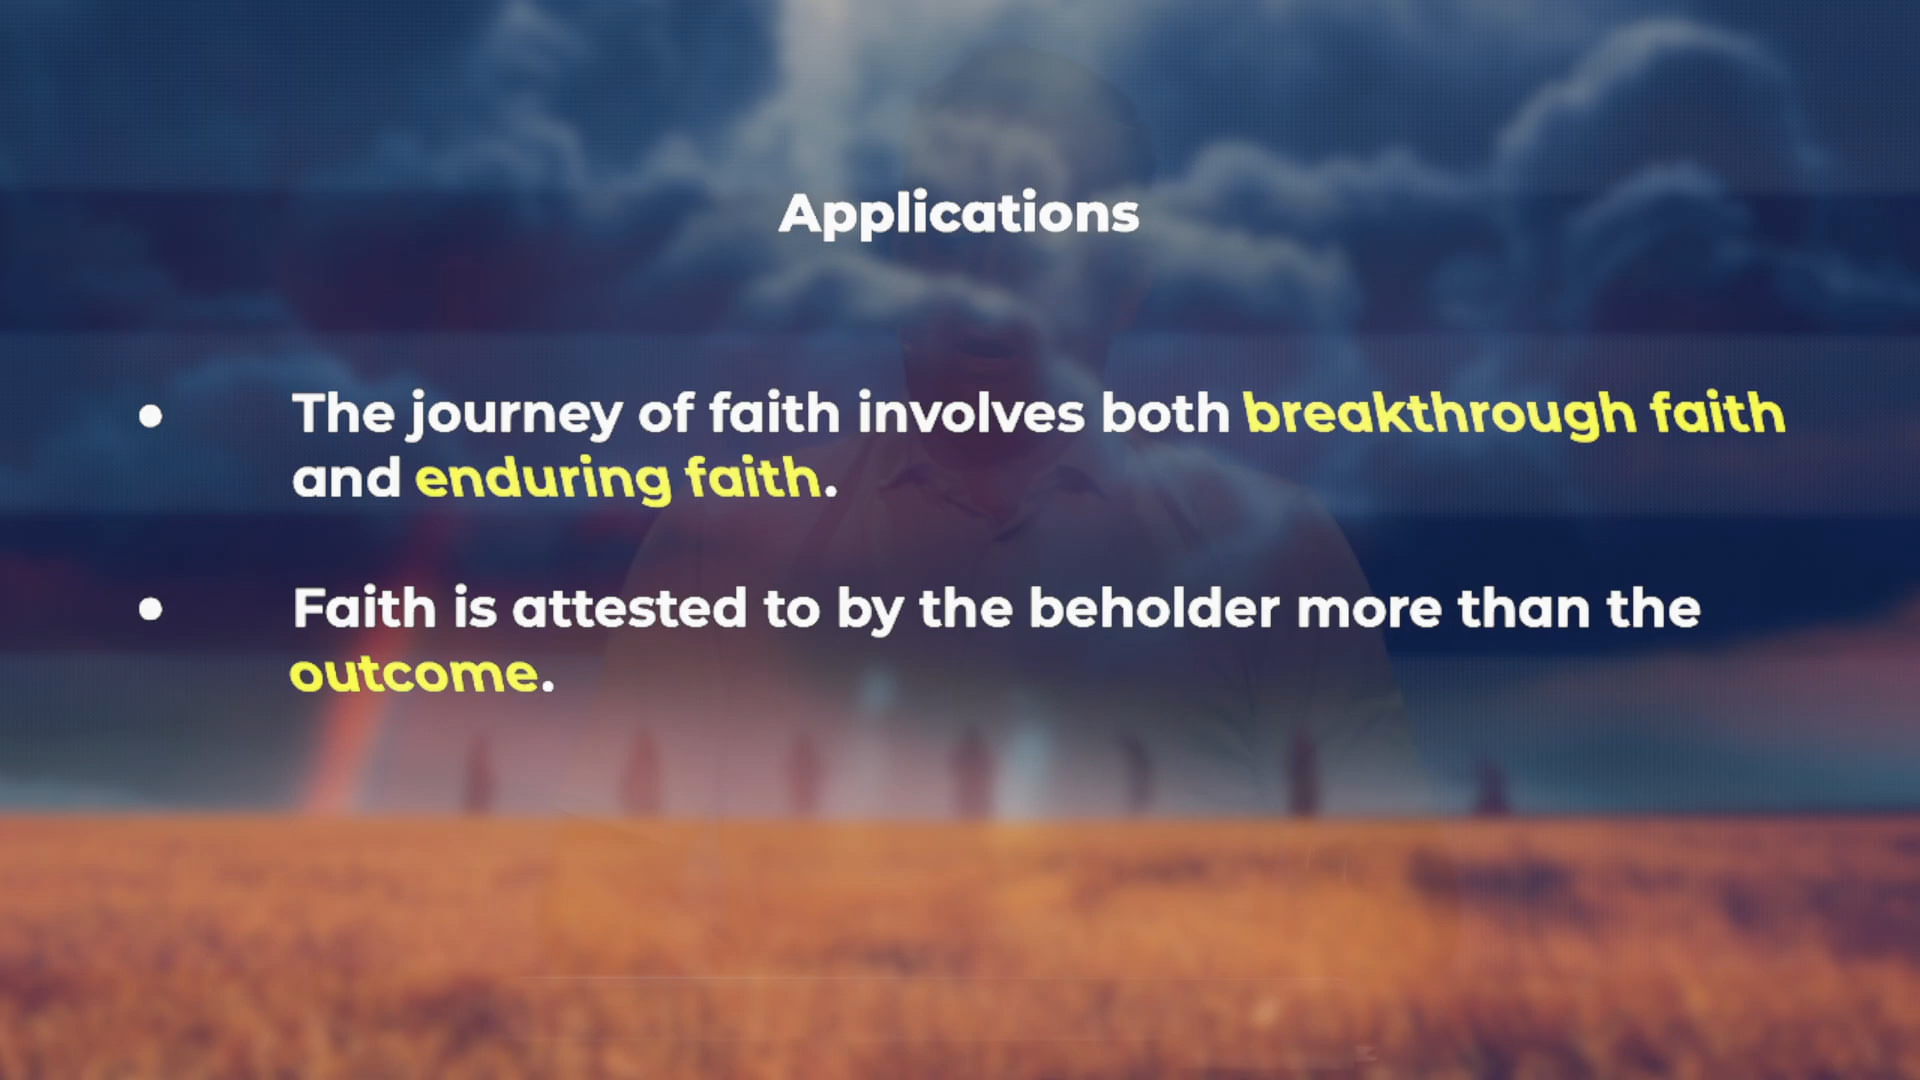 Applications
• The journey of faith involves both breakthrough faith
and enduring faith.
• Faith is attested to by the beholder more than the
outcome.